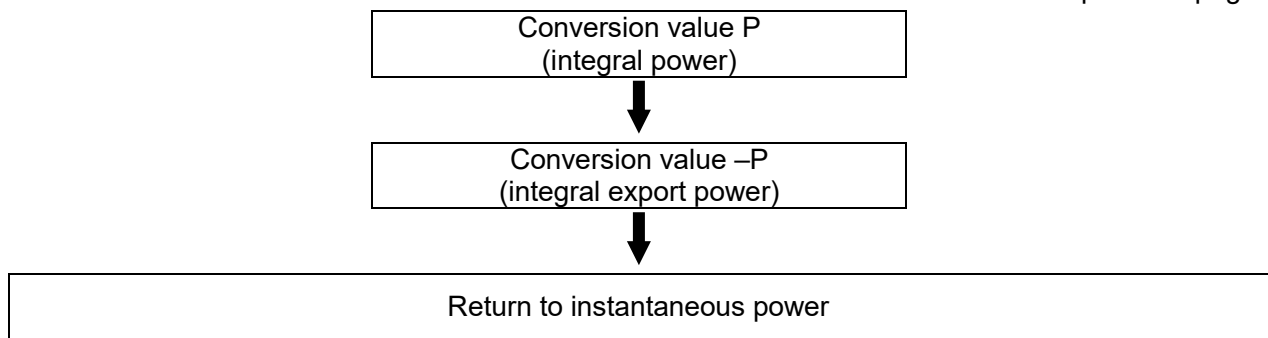 Conversion value P
(integral power)
Conversion value –P
(integral export power)
Return to instantaneous power